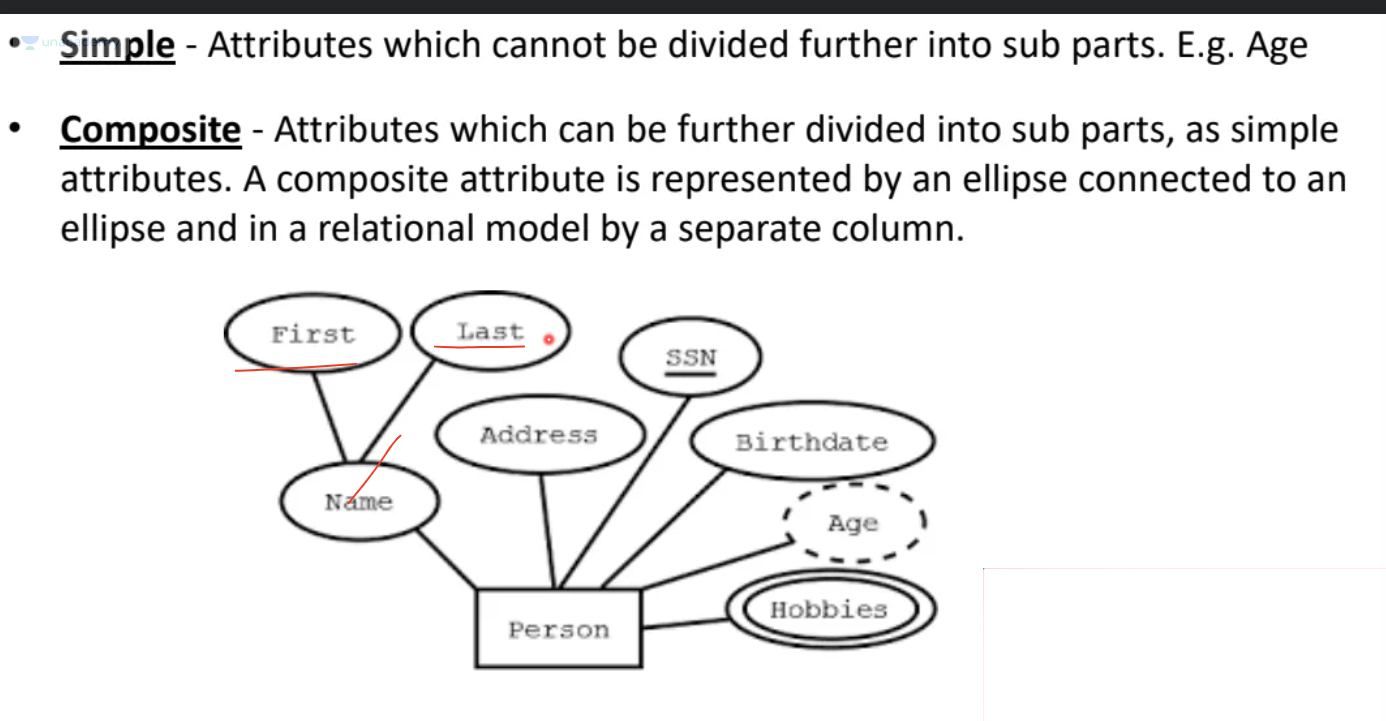 • Simple - Attributes which cannot be divided further into sub parts. E.g. Age
• Composite - Attributes which can be further divided into sub parts, as simple
attributes. A composite attribute is represented by an ellipse connected to an
ellipse and in a relational model by a separate column.
First
Last
SSN
Address
Birthdate
Name
Age
Hobbies
Person